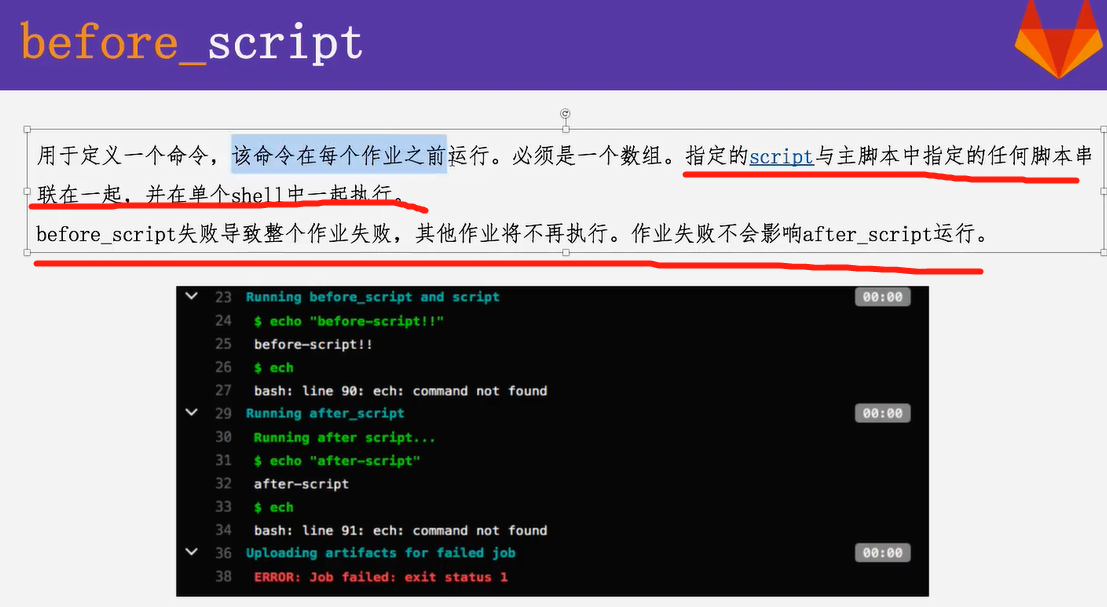 before_script
用于定义一个命令，该命令在每个作业之前运行。必须是一个数组。指定的script与主脚本中指定的任何脚本串
联在一起，并在单个shell中一起执行。
before_script失败导致整个作业失败，其他作业将不再执行。作业失败不会影响after_script运行。
23 Running before_script and script 00:00
24 $ echo "before-script!!"
25 before-script!!
26 $ ech
27 bash: line 90: ech: command not found
29 Running after_script 00:00
30 Running after script...
31 $ echo "after-script"
32 after-script
33 $ ech
34 bash: line 91: ech: command not found
36 Uploading artifacts for failed job 00:00
38 ERROR: Job failed: exit status 1